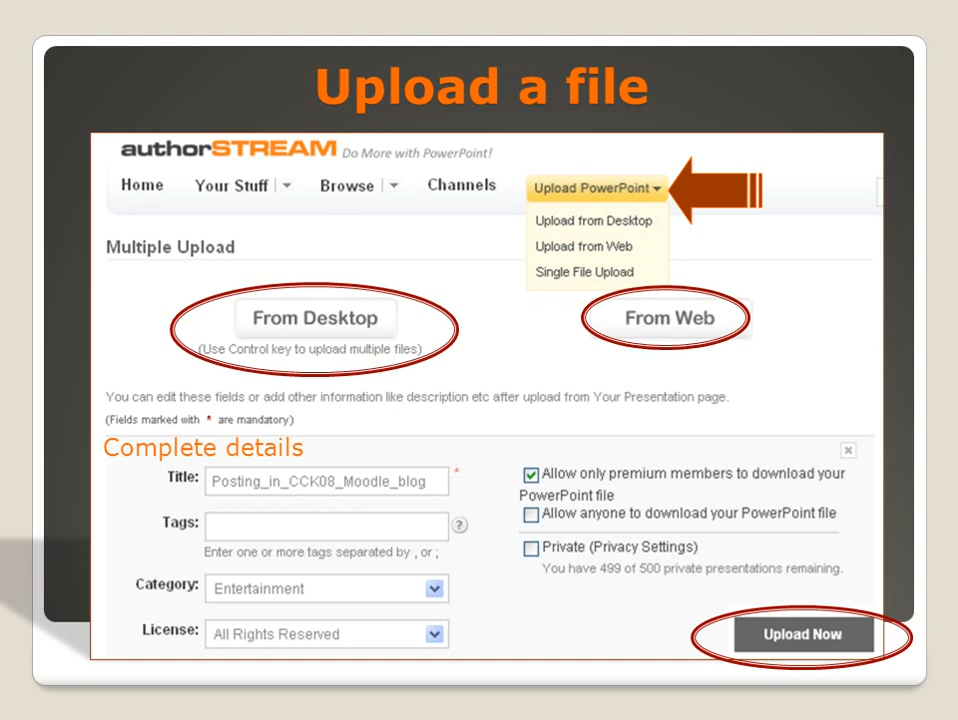 Upload a file
authorSTREAM Do More with PowerPoint!
Home Your Stuff Browse Channels Upload PowerPoint
Upload from Desktop
Upload from Web
Single File Upload
Multiple Upload
From Desktop From Web
(Use Control key to upload multiple files)
You can edit these fields or add other information like description etc after upload from Your Presentation page.
(Fields marked with * are mandatory)
Complete details
Title: Posting_in_CCK08_Moodle_blog *
Tags: ?
Enter one or more tags separated by , or ;
Category: Entertainment
License: All Rights Reserved
Allow only premium members to download your
PowerPoint file
Allow anyone to download your PowerPoint file
Private (Privacy Settings)
You have 499 of 500 private presentations remaining.
Upload Now